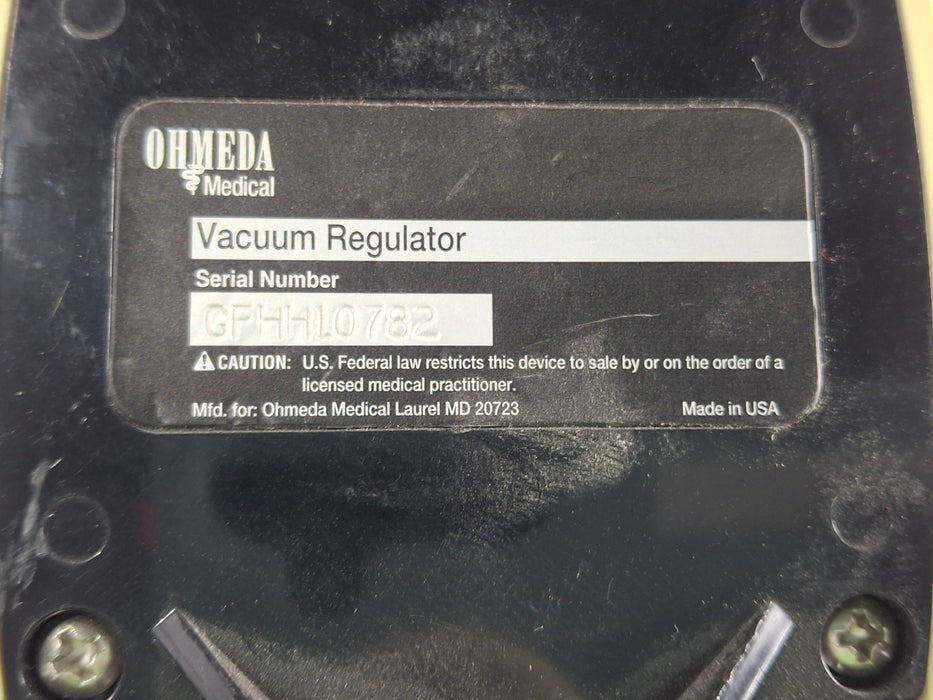 OHMEDA
Medical
Vacuum Regulator
Serial Number
GFHH10782
CAUTION: U.S. Federal law restricts this device to sale by or on the order of a
licensed medical practitioner.
Mfd. for: Ohmeda Medical Laurel MD 20723 Made in USA